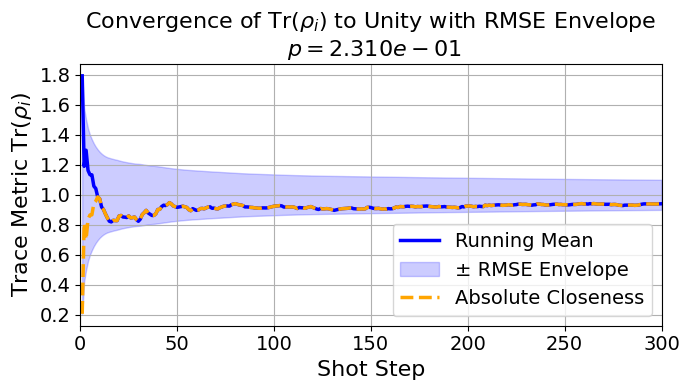 Convergence of Tr(ρᵢ) to Unity with RMSE Envelope
p = 2.310e − 01
Trace Metric Tr(ρᵢ)
1.8
1.6
1.4
1.2
1.0
0.8
0.6
0.4
0.2
Running Mean
± RMSE Envelope
Absolute Closeness
0 50 100 150 200 250 300
Shot Step